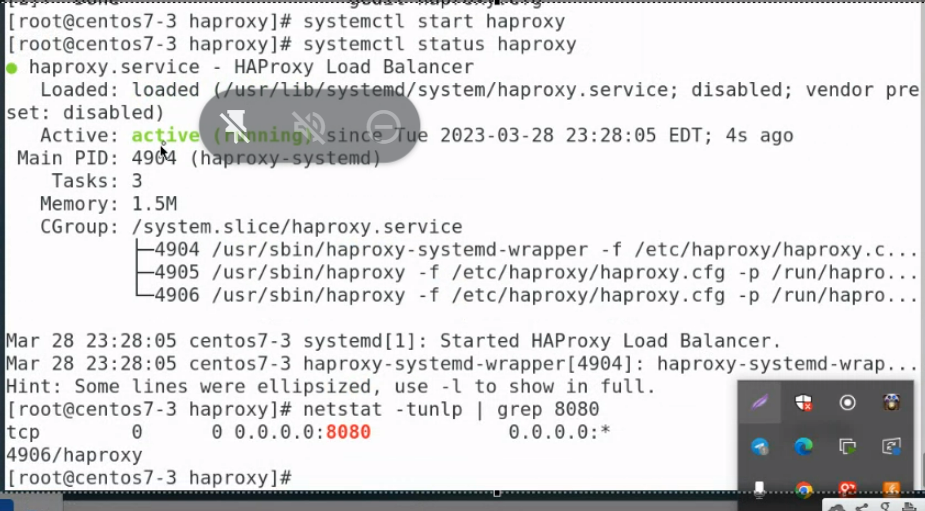 [root@centos7-3 haproxy]# systemctl start haproxy
[root@centos7-3 haproxy]# systemctl status haproxy
● haproxy.service - HAProxy Load Balancer
Loaded: loaded (/usr/lib/systemd/system/haproxy.service; disabled; vendor pre
set: disabled)
Active: active (running) since Tue 2023-03-28 23:28:05 EDT; 4s ago
Main PID: 4904 (haproxy-systemd)
Tasks: 3
Memory: 1.5M
CGroup: /system.slice/haproxy.service
├─4904 /usr/sbin/haproxy-systemd-wrapper -f /etc/haproxy/haproxy.c...
├─4905 /usr/sbin/haproxy -f /etc/haproxy/haproxy.cfg -p /run/hapro...
└─4906 /usr/sbin/haproxy -f /etc/haproxy/haproxy.cfg -p /run/hapro...
Mar 28 23:28:05 centos7-3 systemd[1]: Started HAProxy Load Balancer.
Mar 28 23:28:05 centos7-3 haproxy-systemd-wrapper[4904]: haproxy-systemd-wrap...
Hint: Some lines were ellipsized, use -l to show in full.
[root@centos7-3 haproxy]# netstat -tunlp | grep 8080
tcp 0 0 0.0.0.0:8080 0.0.0.0:*
4906/haproxy
[root@centos7-3 haproxy]#